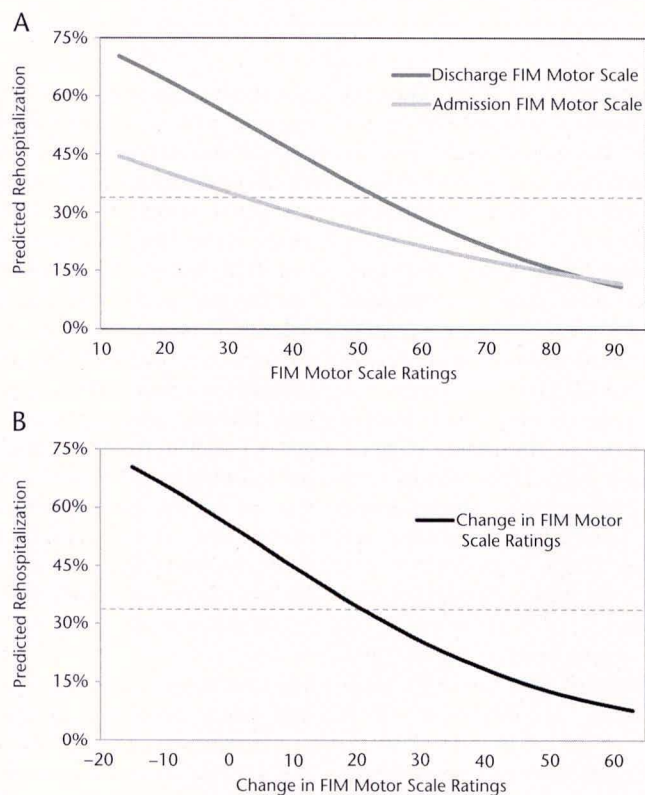 A
75%
60%
45%
30%
15%
0%
Predicted Rehospitalization
Discharge FIM Motor Scale
Admission FIM Motor Scale
10 20 30 40 50 60 70 80 90
FIM Motor Scale Ratings
B
75%
60%
45%
30%
15%
0%
Predicted Rehospitalization
Change in FIM Motor
Scale Ratings
–20 –10 0 10 20 30 40 50 60
Change in FIM Motor Scale Ratings